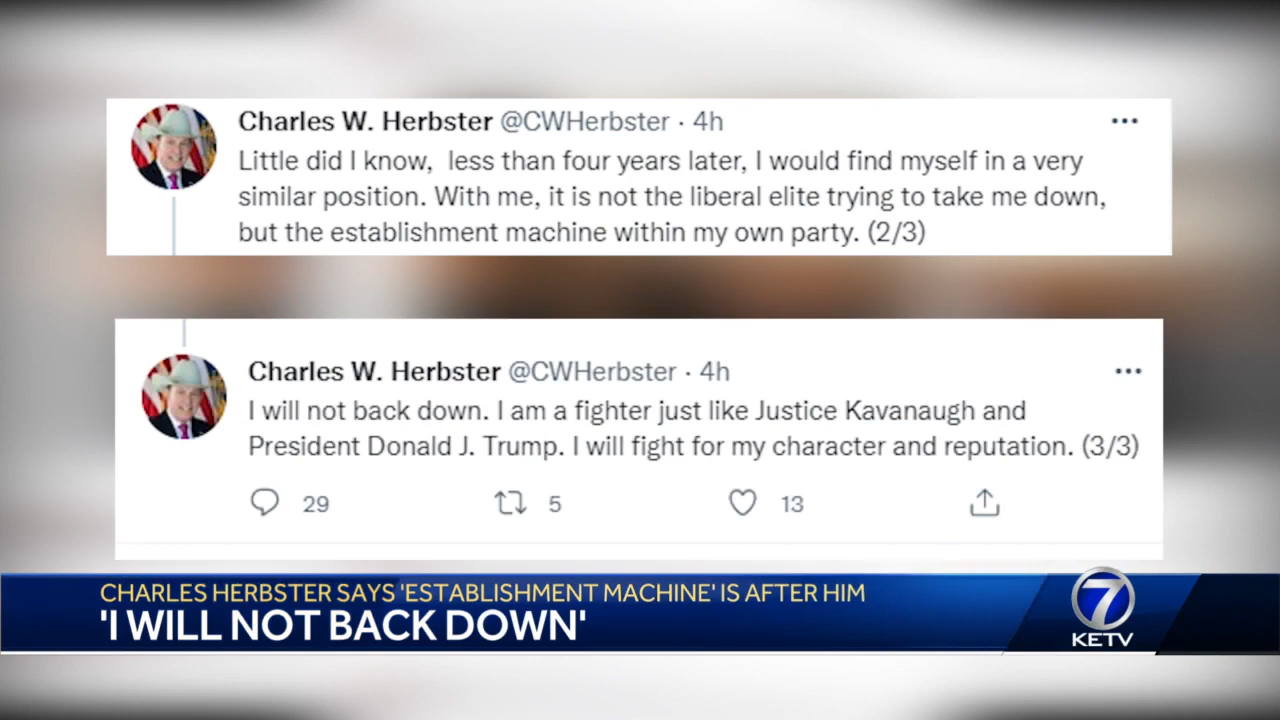 Charles W. Herbster @CWHerbster · 4h
Little did I know, less than four years later, I would find myself in a very
similar position. With me, it is not the liberal elite trying to take me down,
but the establishment machine within my own party. (2/3)
Charles W. Herbster @CWHerbster · 4h
I will not back down. I am a fighter just like Justice Kavanaugh and
President Donald J. Trump. I will fight for my character and reputation. (3/3)
29 5 13
CHARLES HERBSTER SAYS 'ESTABLISHMENT MACHINE' IS AFTER HIM
'I WILL NOT BACK DOWN'
7
KETV